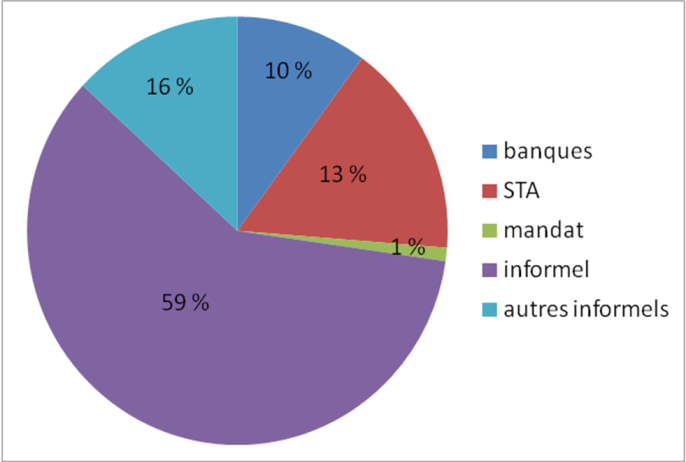 10 %
16 %
13 %
1 %
59 %
banques
STA
mandat
informel
autres informels